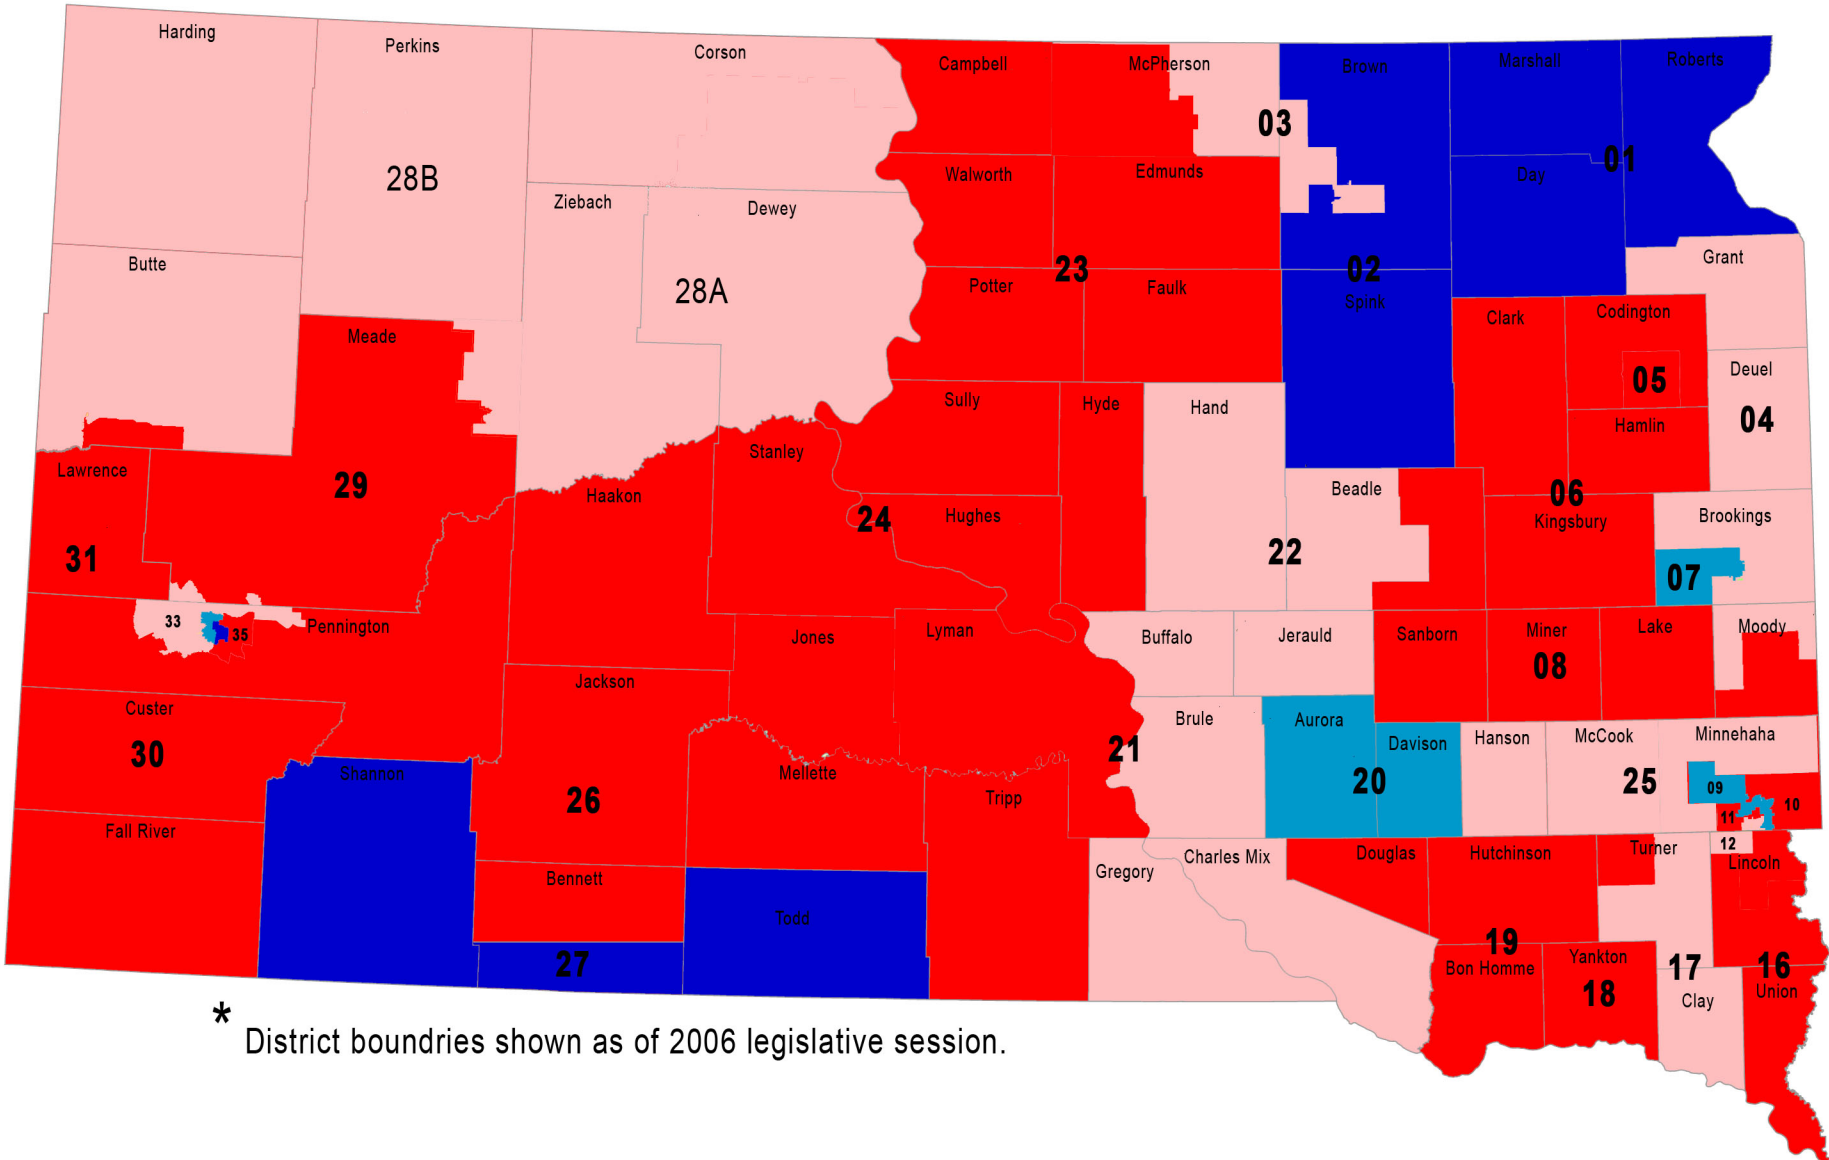 Harding
Perkins
Corson
Campbell
McPherson
Brown
Marshall
Roberts
03
28B
Ziebach
Dewey
Walworth
Edmunds
Day
01
Butte
28A
23
02
Grant
Potter
Faulk
Spink
Clark
Codington
Meade
05
Deuel
04
Sully
Hyde
Hand
Hamlin
Lawrence
29
Stanley
Haakon
24
Hughes
Beadle
06
Kingsbury
Brookings
31
22
07
33
35
Pennington
Jones
Lyman
Buffalo
Jerauld
Sanborn
Miner
Lake
Moody
08
Custer
Jackson
Brule
Aurora
Davison
Hanson
McCook
Minnehaha
30
Shannon
26
Mellette
Tripp
21
20
25
09
10
11
Fall River
Bennett
Todd
Gregory
Charles Mix
Douglas
Hutchinson
Turner
12
Lincoln
27
19
Bon Homme
Yankton
18
17
Clay
16
Union
*
District boundries shown as of 2006 legislative session.